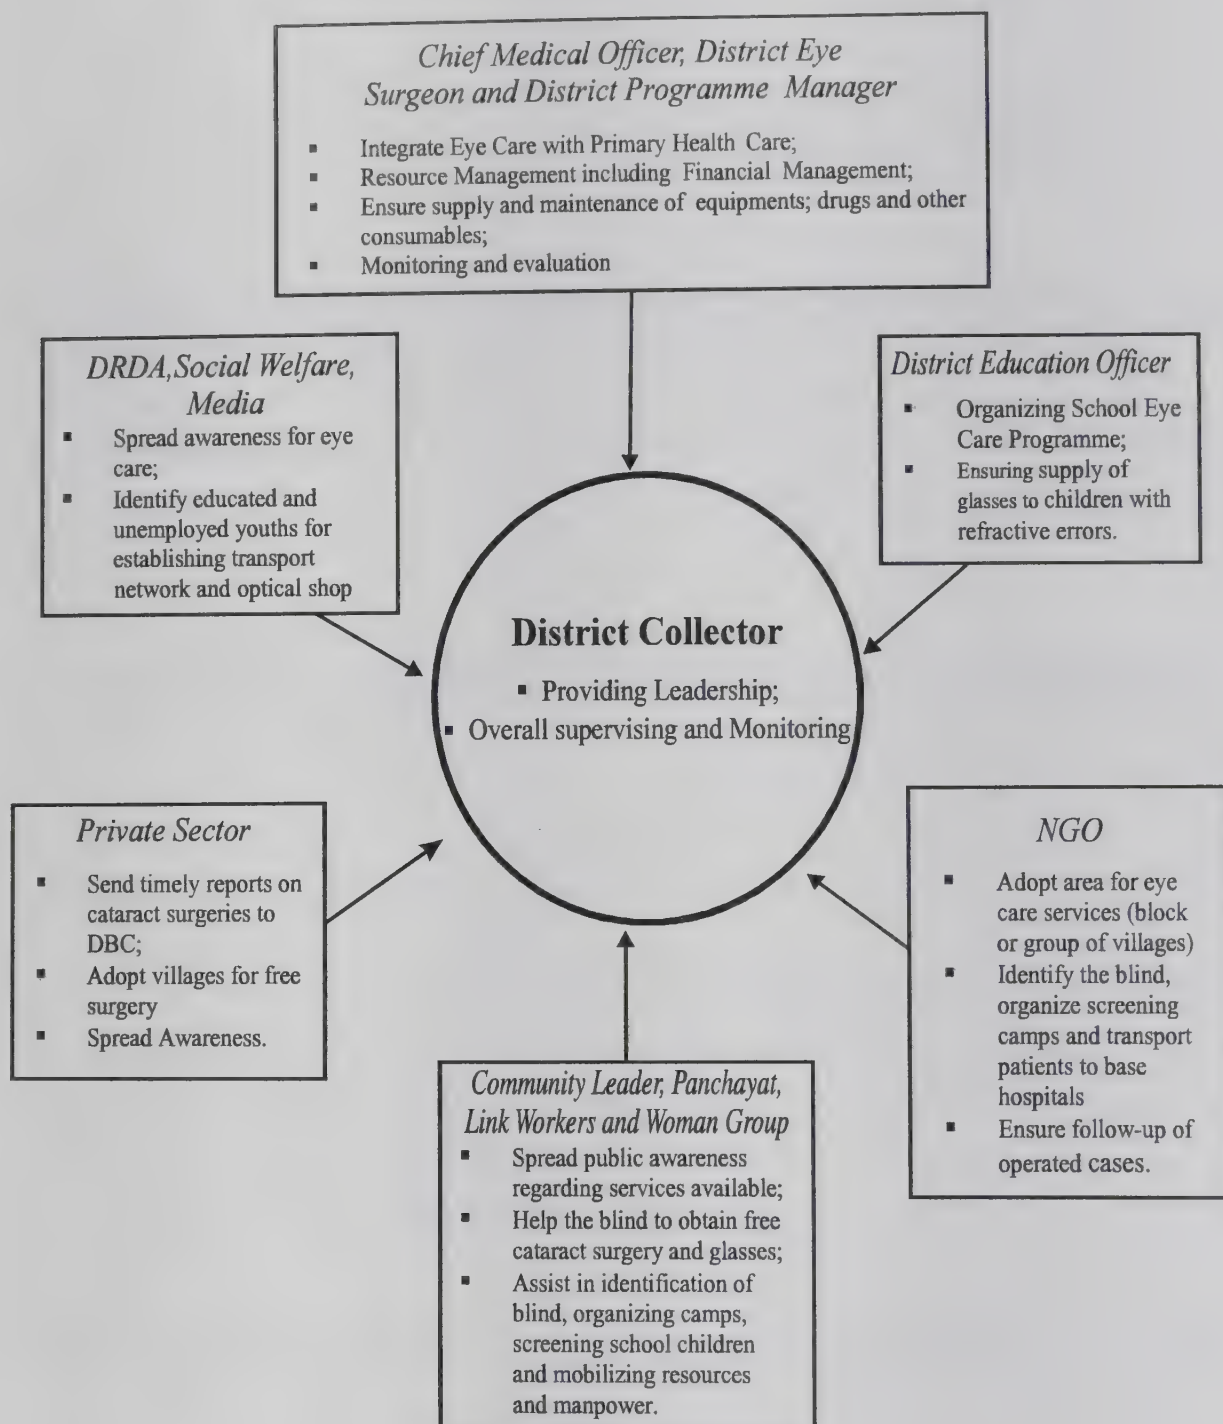 Chief Medical Officer, District Eye
Surgeon and District Programme Manager
▪ Integrate Eye Care with Primary Health Care;
▪ Resource Management including Financial Management;
▪ Ensure supply and maintenance of equipments; drugs and other
consumables;
▪ Monitoring and evaluation
DRDA, Social Welfare,
Media
▪ Spread awareness for eye
care;
▪ Identify educated and
unemployed youths for
establishing transport
network and optical shop
District Education Officer
▪ Organizing School Eye
Care Programme;
▪ Ensuring supply of
glasses to children with
refractive errors.
District Collector
▪ Providing Leadership;
▪ Overall supervising and Monitoring
Private Sector
▪ Send timely reports on
cataract surgeries to
DBC;
▪ Adopt villages for free
surgery
▪ Spread Awareness.
NGO
▪ Adopt area for eye
care services (block
or group of villages)
▪ Identify the blind,
organize screening
camps and transport
patients to base
hospitals
▪ Ensure follow-up of
operated cases.
Community Leader, Panchayat,
Link Workers and Woman Group
▪ Spread public awareness
regarding services available;
▪ Help the blind to obtain free
cataract surgery and glasses;
▪ Assist in identification of
blind, organizing camps,
screening school children
and mobilizing resources
and manpower.